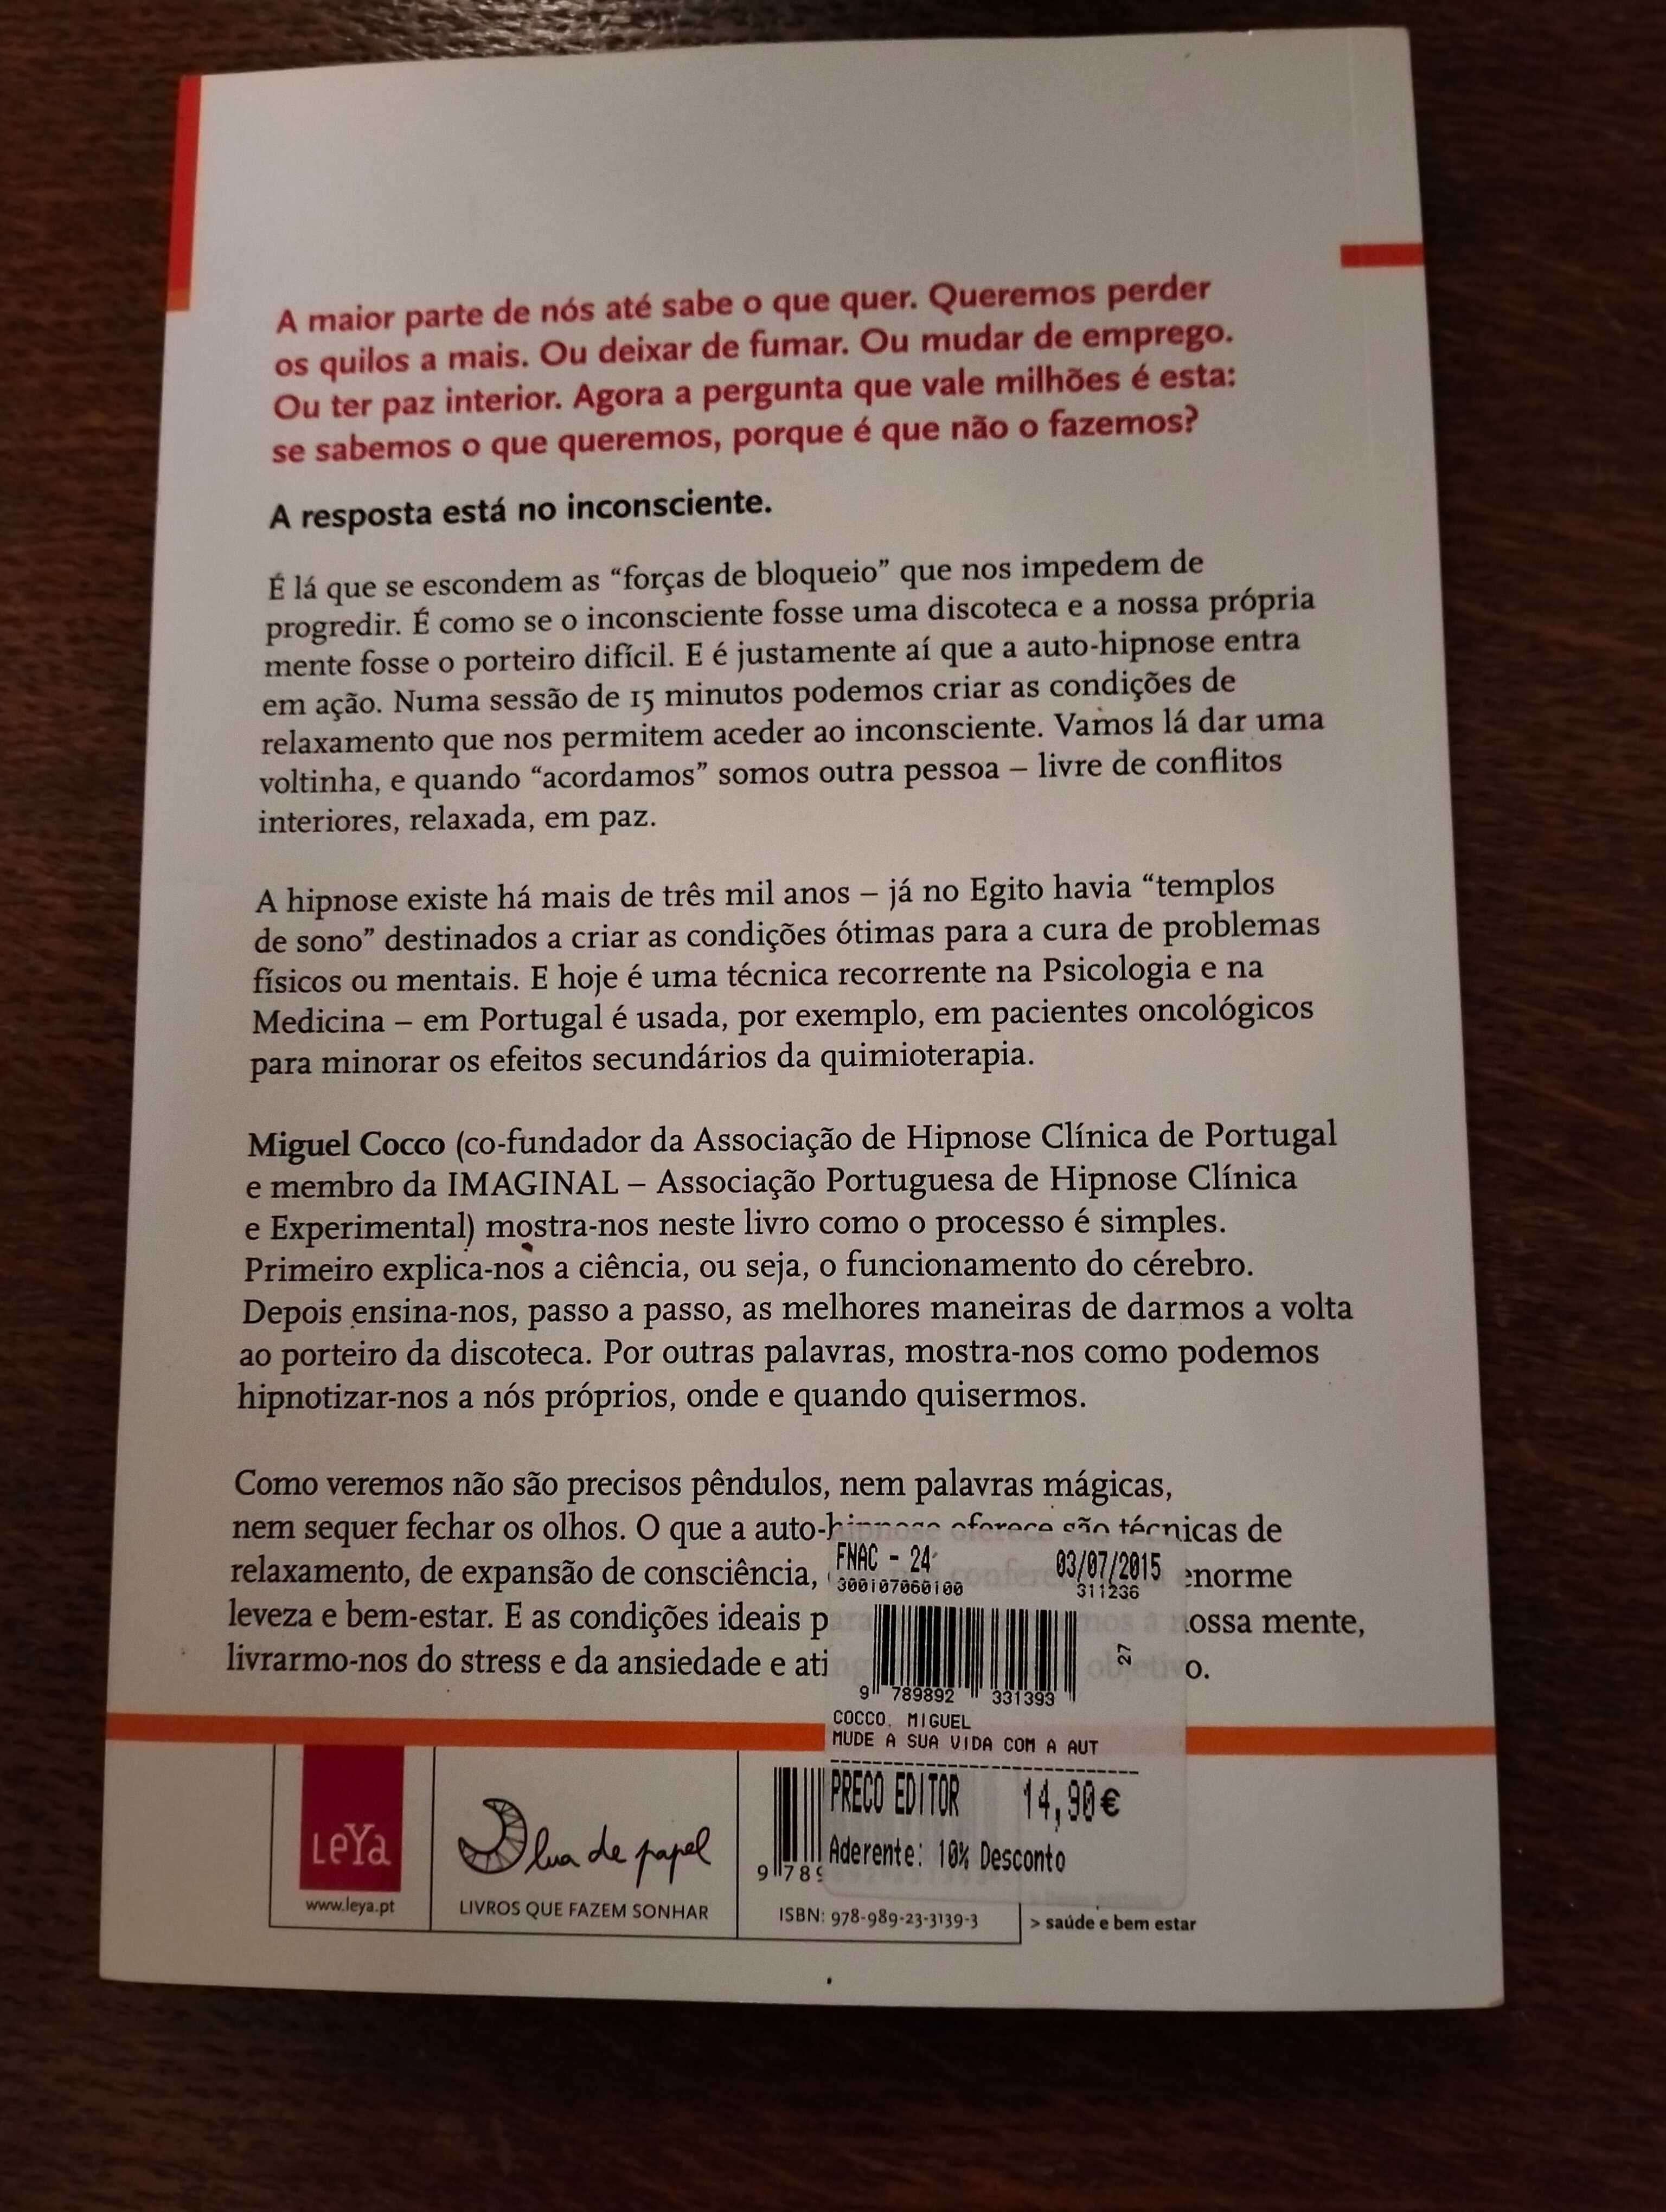 A maior parte de nós até sabe o que quer. Queremos perder
os quilos a mais. Ou deixar de fumar. Ou mudar de emprego.
Ou ter paz interior. Agora a pergunta que vale milhões é esta:
se sabemos o que queremos, porque é que não o fazemos?
A resposta está no inconsciente.
É lá que se escondem as “forças de bloqueio” que nos impedem de
progredir. É como se o inconsciente fosse uma discoteca e a nossa própria
mente fosse o porteiro difícil. E é justamente aí que a auto-hipnose entra
em ação. Numa sessão de 15 minutos podemos criar as condições de
relaxamento que nos permitem aceder ao inconsciente. Vamos lá dar uma
voltinha, e quando “acordamos” somos outra pessoa – livre de conflitos
interiores, relaxada, em paz.
A hipnose existe há mais de três mil anos – já no Egito havia “templos
de sono” destinados a criar as condições ótimas para a cura de problemas
físicos ou mentais. E hoje é uma técnica recorrente na Psicologia e na
Medicina – em Portugal é usada, por exemplo, em pacientes oncológicos
para minorar os efeitos secundários da quimioterapia.
Miguel Cocco (co-fundador da Associação de Hipnose Clínica de Portugal
e membro da IMAGINAL – Associação Portuguesa de Hipnose Clínica
e Experimental) mostra-nos neste livro como o processo é simples.
Primeiro explica-nos a ciência, ou seja, o funcionamento do cérebro.
Depois ensina-nos, passo a passo, as melhores maneiras de darmos a volta
ao porteiro da discoteca. Por outras palavras, mostra-nos como podemos
hipnotizar-nos a nós próprios, onde e quando quisermos.
Como veremos não são precisos pêndulos, nem palavras mágicas,
nem sequer fechar os olhos. O que a auto-hipnose oferece são técnicas de
relaxamento, de expansão de consciência, enorme
leveza e bem-estar. E as condições ideais para nossa mente,
livrarmo-nos do stress e da ansiedade e
FNAC - 24 03/07/2015
300107060100 311236
27
9 789892 331393
COCCO, MIGUEL
MUDE A SUA VIDA COM A AUT
PRECO EDITOR 14,90€
Aderente: 10% Desconto
LeYa
www.leya.pt
lua de papel
LIVROS QUE FAZEM SONHAR
9 789
ISBN: 978-989-23-3139-3
> saúde e bem estar